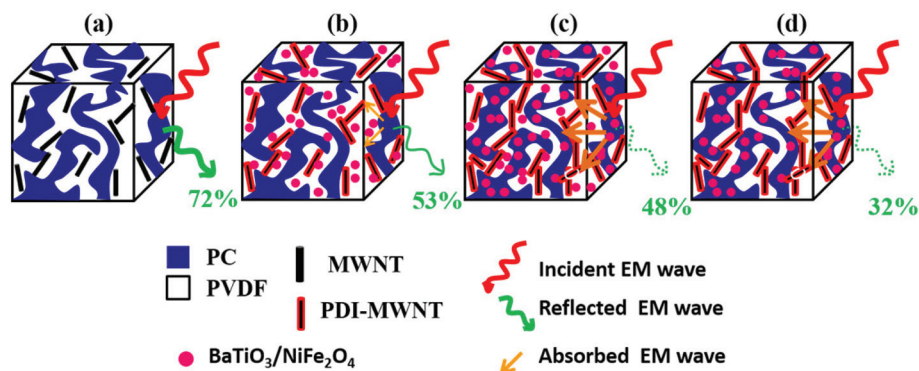 (a) (b) (c) (d)
72% 53% 48% 32%
PC MWNT Incident EM wave
PVDF PDI-MWNT Reflected EM wave
BaTiO₃/NiFe₂O₄ Absorbed EM wave